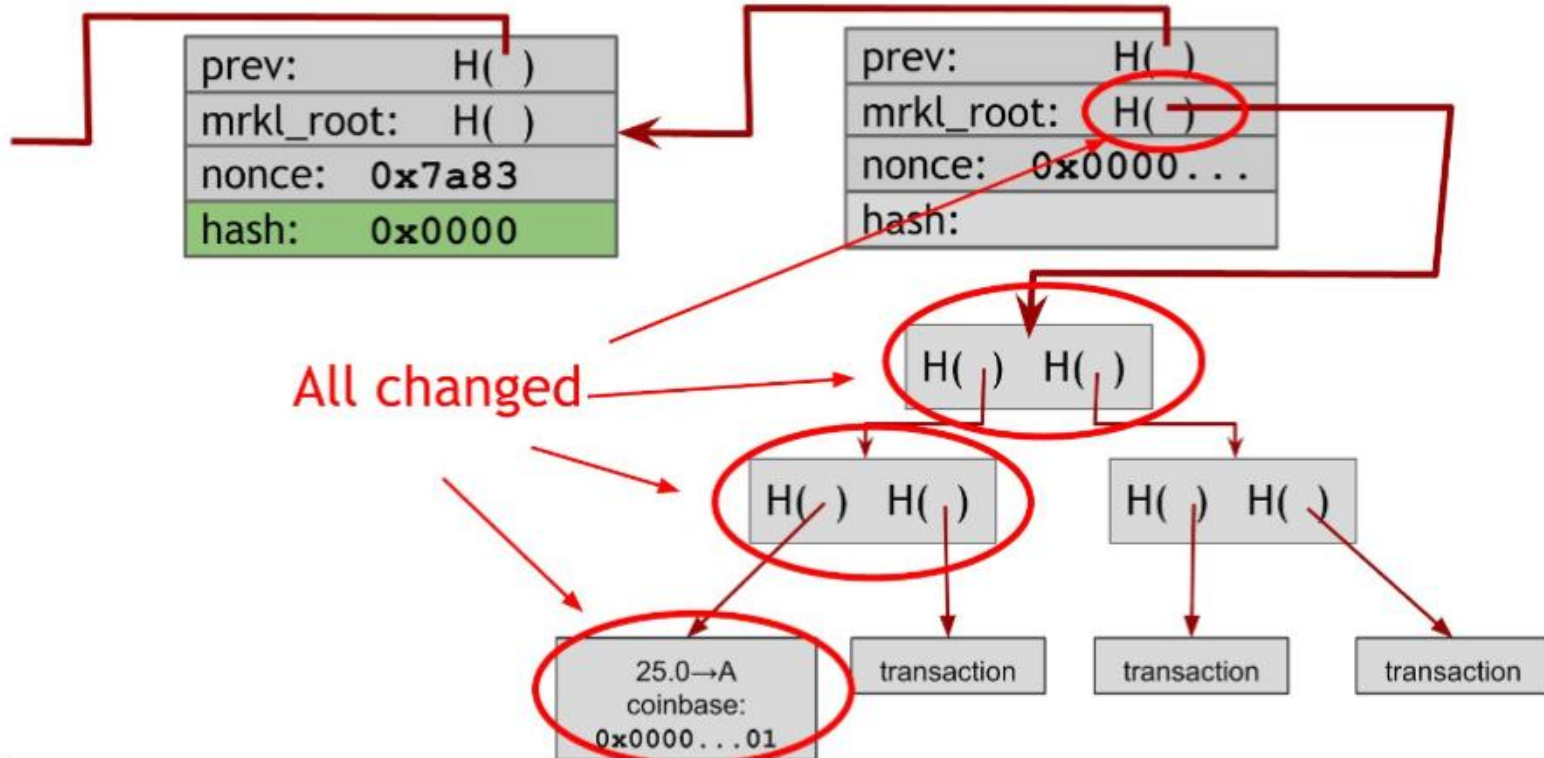 prev: H( )
mrkl_root: H( )
nonce: 0x7a83
hash: 0x0000
prev: H( )
mrkl_root: H( )
nonce: 0x0000...
hash:
All changed
H( ) H( )
H( ) H( )
H( ) H( )
25.0→A
coinbase:
0x0000...01
transaction
transaction
transaction